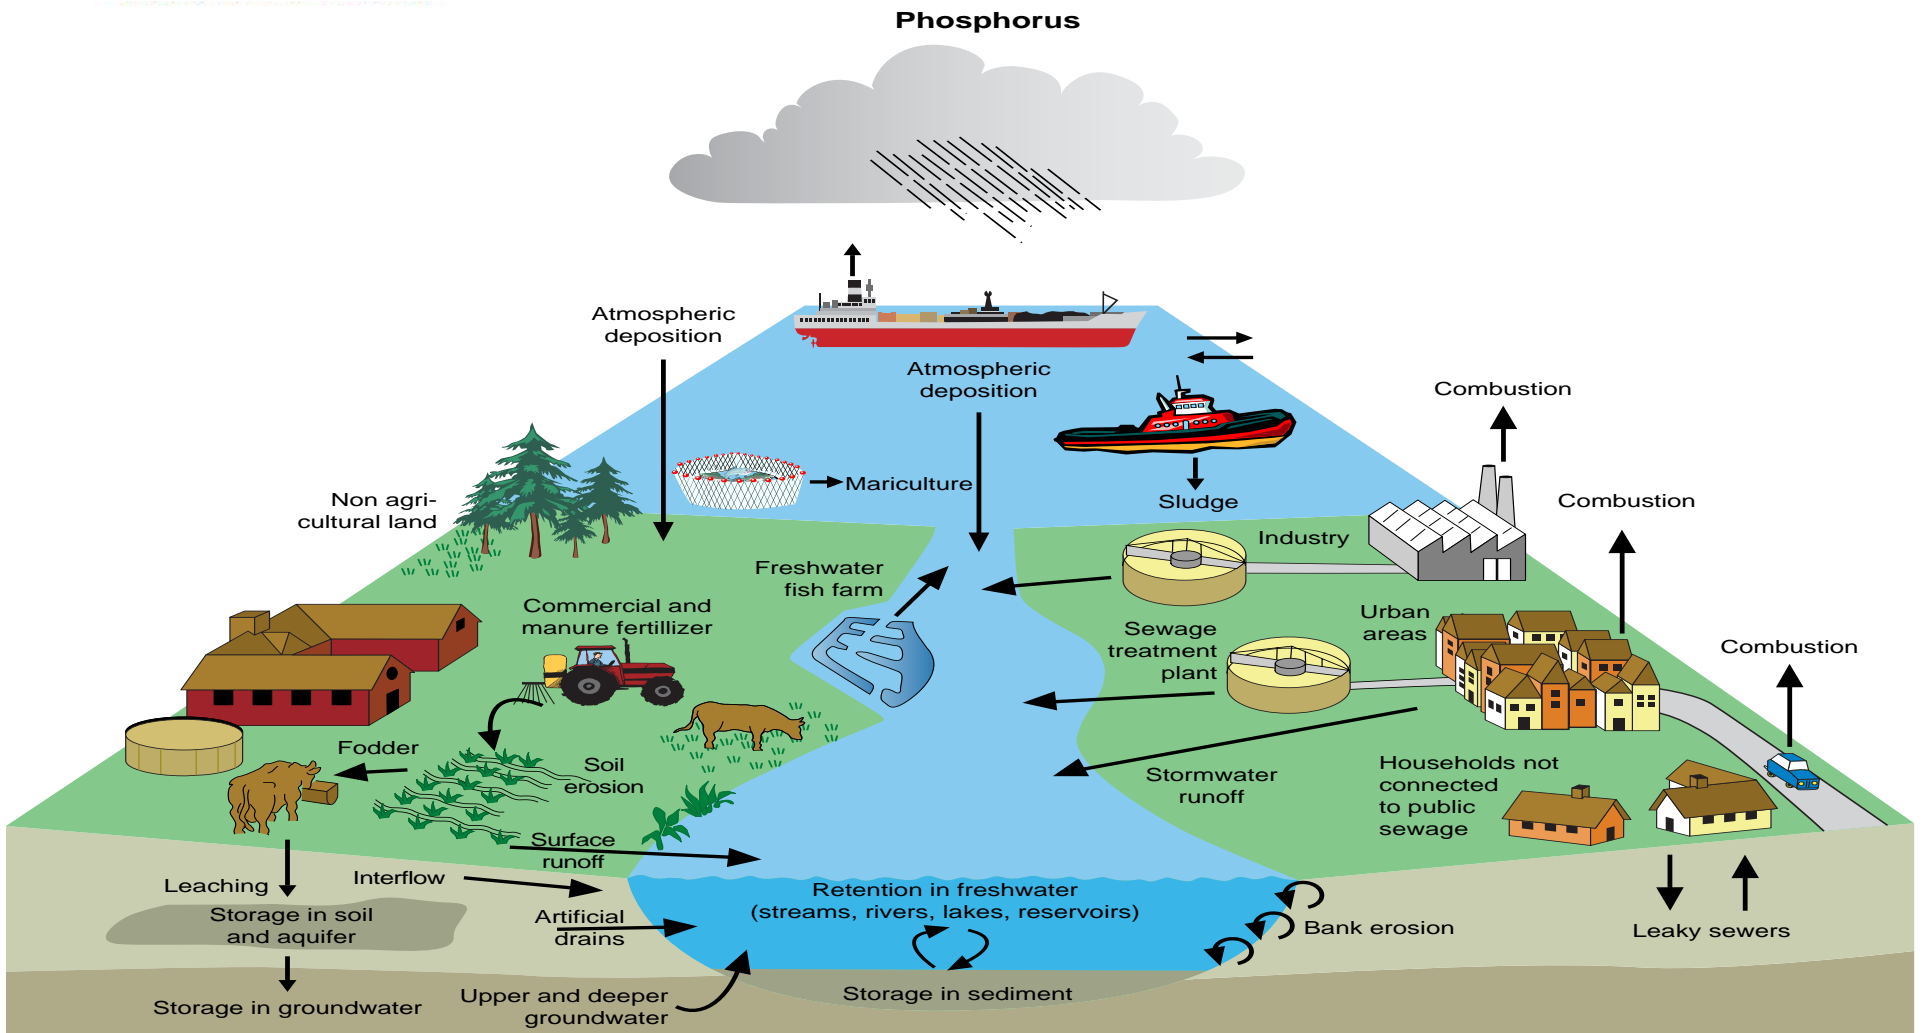 Phosphorus
Atmospheric
deposition
Atmospheric
deposition
Combustion
Non agri-
cultural land
Mariculture
Sludge
Combustion
Industry
Freshwater
fish farm
Commercial and
manure fertillizer
Sewage
treatment
plant
Urban
areas
Combustion
Fodder
Soil
erosion
Stormwater
runoff
Households not
connected
to public
sewage
Surface
runoff
Leaching
Interflow
Retention in freshwater
(streams, rivers, lakes, reservoirs)
Storage in soil
and aquifer
Artificial
drains
Bank erosion
Leaky sewers
Storage in groundwater
Upper and deeper
groundwater
Storage in sediment